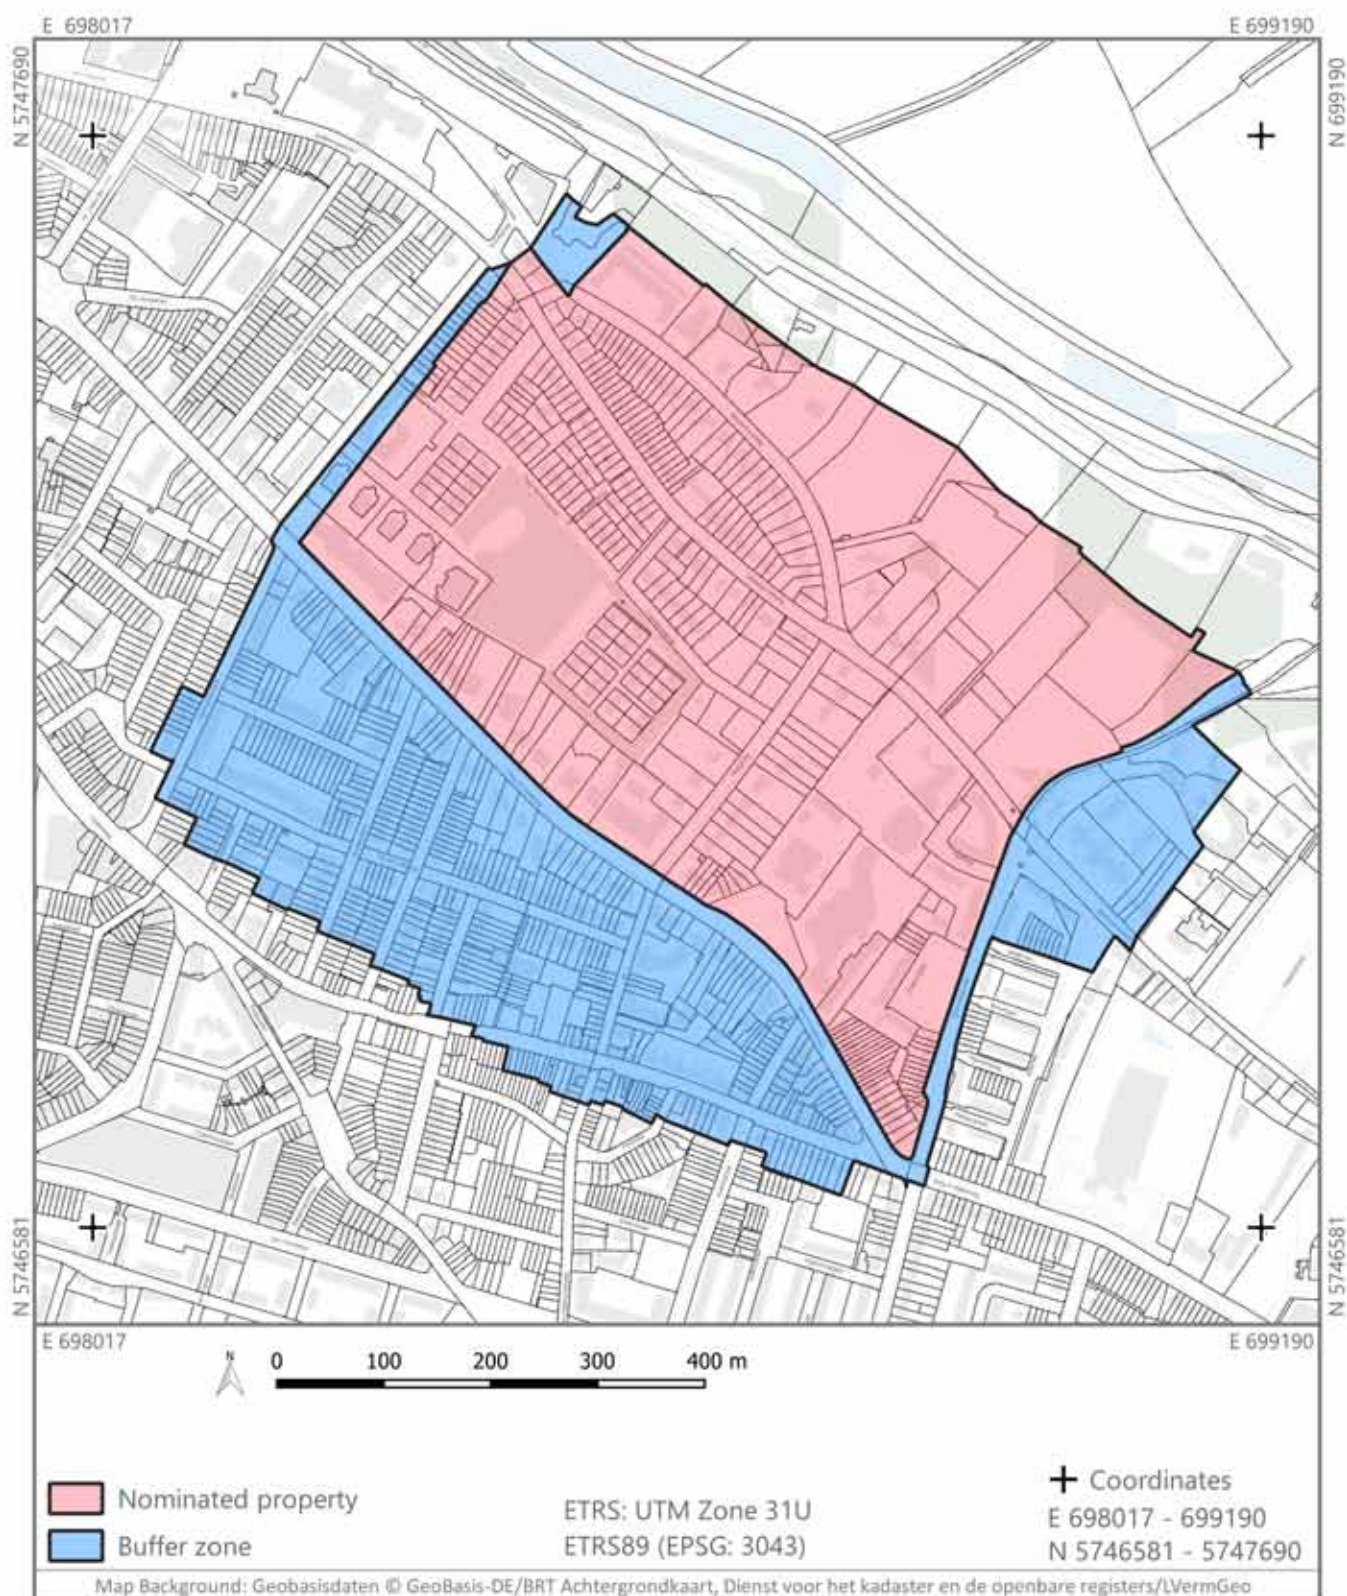 E 698017
E 699190
N 5747690
N 699190
N 5746581
N 5746581
E 698017
E 699190
N
0 100 200 300 400 m
Nominated property
Buffer zone
ETRS: UTM Zone 31U
ETRS89 (EPSG: 3043)
Coordinates
E 698017 - 699190
N 5746581 - 5747690
Map Background: Geobasisdaten © GeoBasis-DE/BRT Achtergrondkaart, Dienst voor het kadaster en de openbare registers/LVermGeo